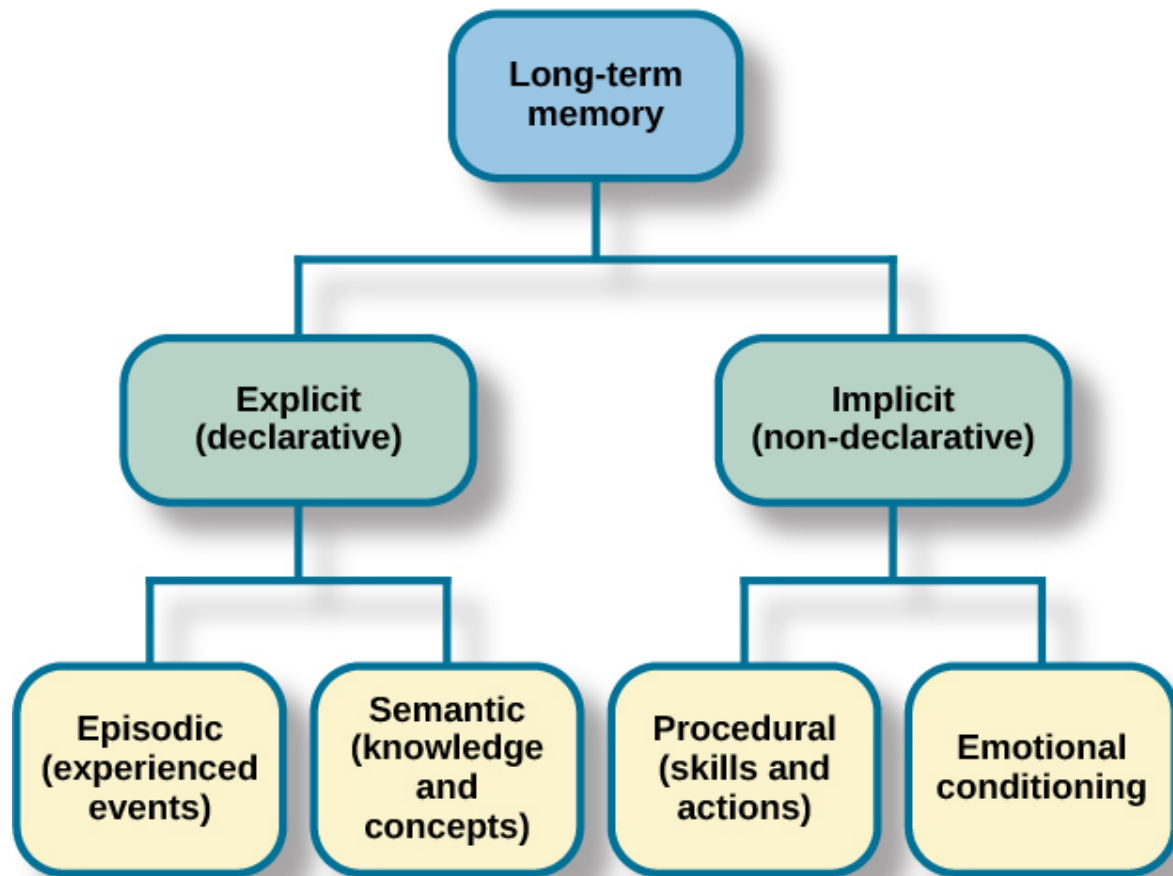 Long-term
memory
Explicit
(declarative)
Implicit
(non-declarative)
Episodic
(experienced
events)
Semantic
(knowledge
and
concepts)
Procedural
(skills and
actions)
Emotional
conditioning